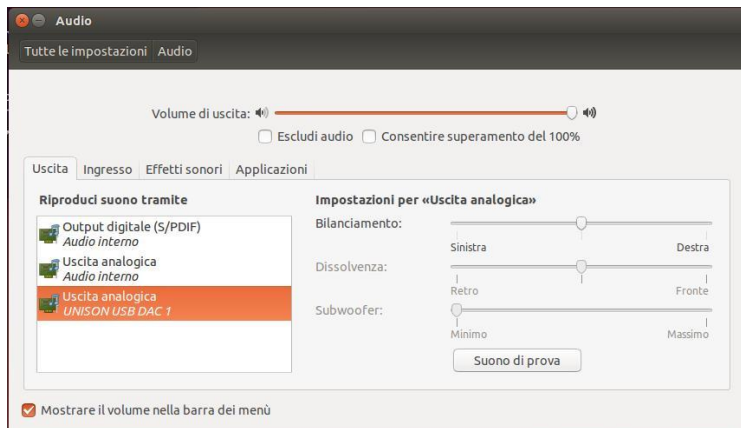 Audio
Tutte le impostazioni Audio
Volume di uscita:
Escludi audio Consentire superamento del 100%
Uscita Ingresso Effetti sonori Applicazioni
Riproduci suono tramite
Output digitale (S/PDIF)
Audio interno
Uscita analogica
Audio interno
Uscita analogica
UNISON USB DAC 1
Impostazioni per «Uscita analogica»
Bilanciamento:
Sinistra Destra
Dissolvenza:
Retro Fronte
Subwoofer:
Minimo Massimo
Suono di prova
Mostrare il volume nella barra dei menù